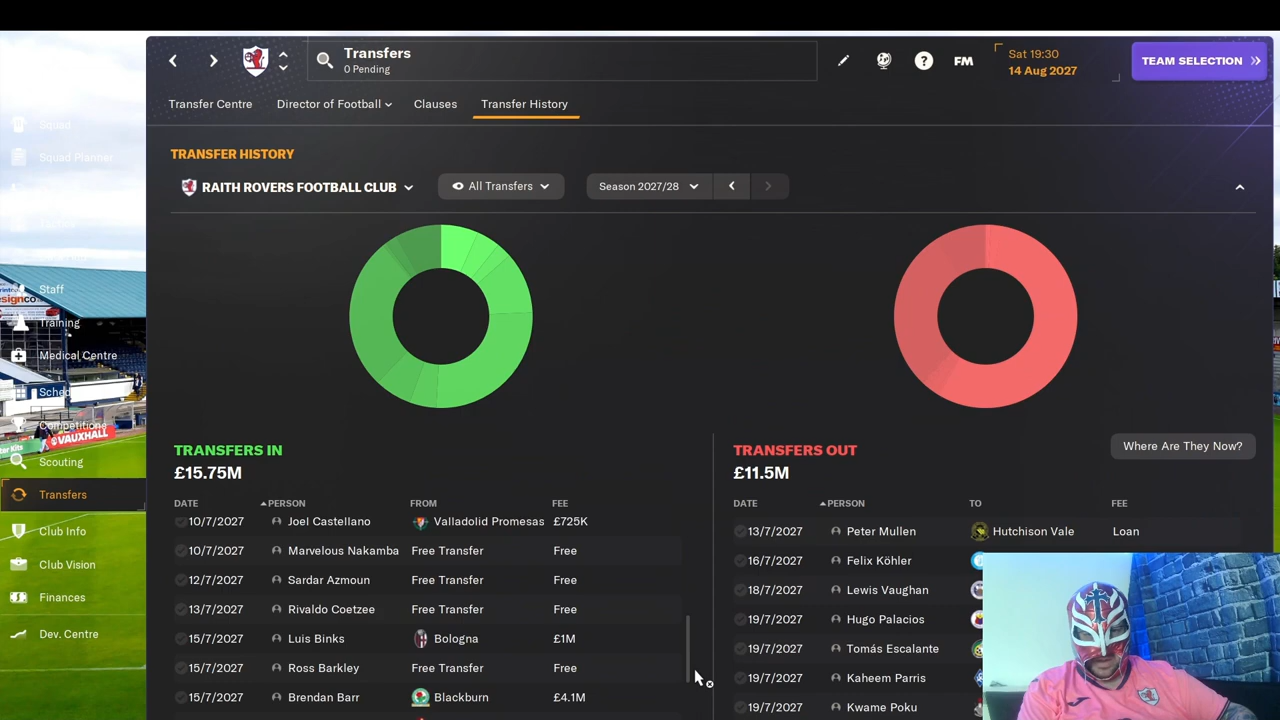 Transfers
0 Pending
?
FM
Sat 19:30
14 Aug 2027
TEAM SELECTION
Transfer Centre
Director of Football
Clauses
Transfer History
Squad
Squad Planner
Staff
Training
Medical Centre
Sched
Competitions
VAUXHALL
Scouting
Transfers
Club Info
Club Vision
Finances
Dev. Centre
TRANSFER HISTORY
RAITH ROVERS FOOTBALL CLUB
All Transfers
Season 2027/28
TRANSFERS IN
£15.75M
DATE PERSON FROM FEE
10/7/2027 Joel Castellano Valladolid Promesas £725K
10/7/2027 Marvelous Nakamba Free Transfer Free
12/7/2027 Sardar Azmoun Free Transfer Free
13/7/2027 Rivaldo Coetzee Free Transfer Free
15/7/2027 Luis Binks Bologna £1M
15/7/2027 Ross Barkley Free Transfer Free
15/7/2027 Brendan Barr Blackburn £4.1M
TRANSFERS OUT
£11.5M
Where Are They Now?
DATE PERSON TO FEE
13/7/2027 Peter Mullen Hutchison Vale Loan
16/7/2027 Felix Köhler
18/7/2027 Lewis Vaughan
19/7/2027 Hugo Palacios
19/7/2027 Tomás Escalante
19/7/2027 Kaheem Parris
19/7/2027 Kwame Poku